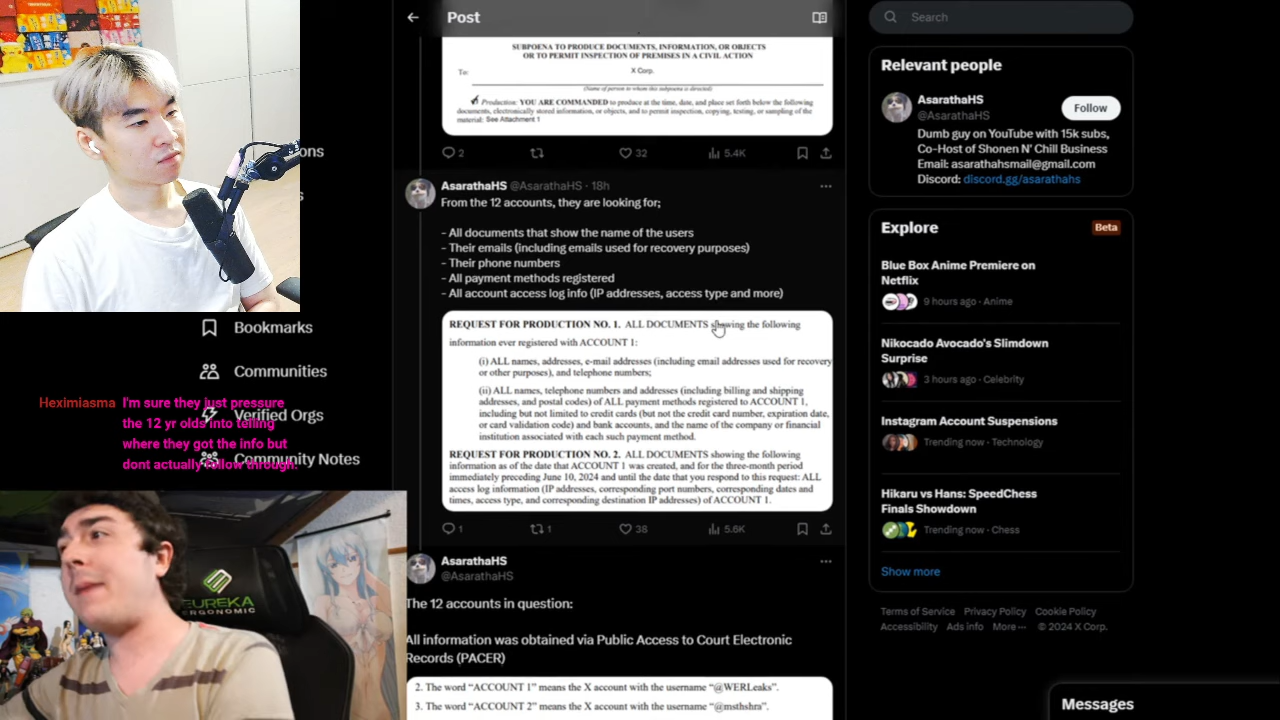 Post
Search
SUBPOENA TO PRODUCE DOCUMENTS, INFORMATION, OR OBJECTS
OR TO PERMIT INSPECTION OF PREMISES IN A CIVIL ACTION
To:
X Corp.
(Name of person to whom this subpoena is directed)
Production: YOU ARE COMMANDED to produce at the time, date, and place set forth below the following
documents, electronically stored information, or objects, and to permit inspection, copying, testing, or sampling of the
material: See Attachment 1
2
32
5.4K
AsarathaHS @AsarathaHS · 18h
From the 12 accounts, they are looking for;
- All documents that show the name of the users
- Their emails (including emails used for recovery purposes)
- Their phone numbers
- All payment methods registered
- All account access log info (IP addresses, access type and more)
REQUEST FOR PRODUCTION NO. 1. ALL DOCUMENTS showing the following
information ever registered with ACCOUNT 1:
(i) ALL names, addresses, e-mail addresses (including email addresses used for recovery
or other purposes), and telephone numbers;
(ii) ALL names, telephone numbers and addresses (including billing and shipping
addresses, and postal codes) of ALL payment methods registered to ACCOUNT 1,
including but not limited to credit cards (but not the credit card number, expiration date,
or card validation code) and bank accounts, and the name of the company or financial
institution associated with each such payment method.
REQUEST FOR PRODUCTION NO. 2. ALL DOCUMENTS showing the following
information as of the date that ACCOUNT 1 was created, and for the three-month period
immediately preceding June 10, 2024 and until the date that you respond to this request: ALL
access log information (IP addresses, corresponding port numbers, corresponding dates and
times, access type, and corresponding destination IP addresses) of ACCOUNT 1.
1
1
38
5.6K
AsarathaHS
@AsarathaHS
The 12 accounts in question:
All information was obtained via Public Access to Court Electronic
Records (PACER)
2. The word “ACCOUNT 1” means the X account with the username “@WERLeaks”.
3. The word “ACCOUNT 2” means the X account with the username “@msthshra”.
ons
s
Bookmarks
Communities
Verified Orgs
Community Notes
Heximiasma I'm sure they just pressure
the 12 yr olds into telling
where they got the info but
dont actually follow through.
EUREKA
ERGONOMIC
Relevant people
AsarathaHS
@AsarathaHS
Follow
Dumb guy on YouTube with 15k subs,
Co-Host of Shonen N' Chill Business
Email: asarathahsmail@gmail.com
Discord: discord.gg/asarathahs
Explore
Beta
Blue Box Anime Premiere on
Netflix
9 hours ago · Anime
Nikocado Avocado's Slimdown
Surprise
3 hours ago · Celebrity
Instagram Account Suspensions
Trending now · Technology
Hikaru vs Hans: SpeedChess
Finals Showdown
Trending now · Chess
Show more
Terms of Service Privacy Policy Cookie Policy
Accessibility Ads info More ··· © 2024 X Corp.
Messages